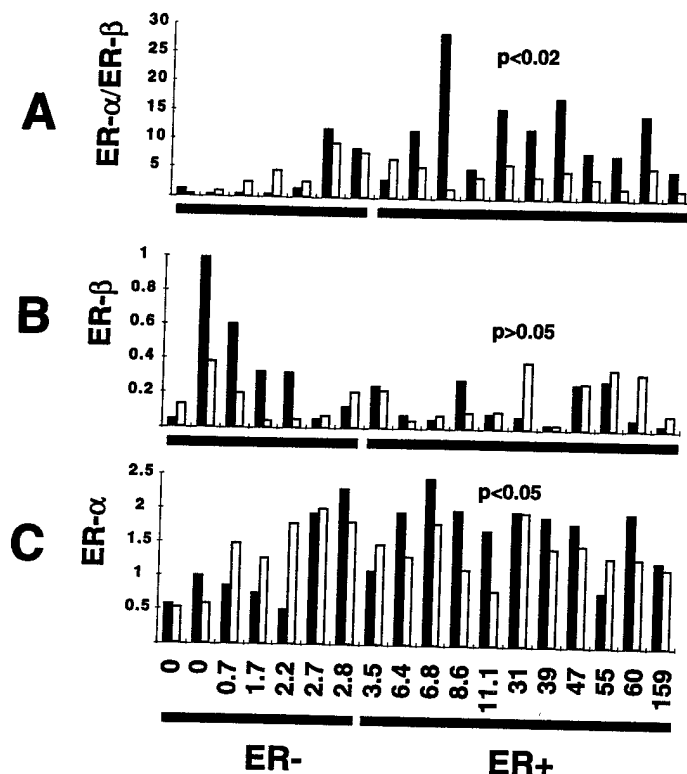 A
ER-α/ER-β
30
25
20
15
10
5
p<0.02
B
ER-β
1
0.8
0.6
0.4
0.2
p>0.05
C
ER-α
2.5
2
1.5
1
0.5
p<0.05
0 0 0.7 1.7 2.2 2.7 2.8 3.5 6.4 6.8 8.6 11.1 31 39 47 55 60 159
ER- ER+